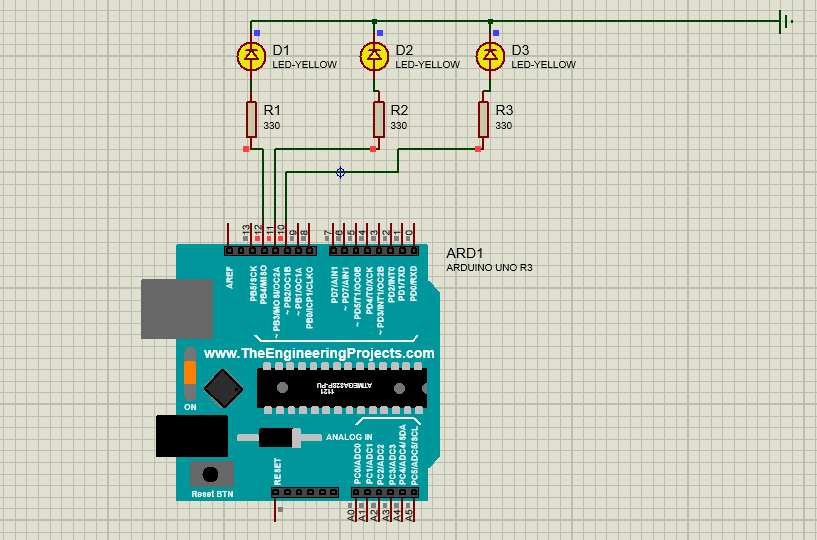 D1
LED-YELLOW
D2
LED-YELLOW
D3
LED-YELLOW
R1
330
R2
330
R3
330
13
12
11
10
9
8
7
6
5
4
3
2
1
0
ARD1
ARDUINO UNO R3
AREF
PB5/SCK
PB4/MISO
~ PB3/MOSI/OC2A
~ PB2/OC1B
~ PB1/OC1A
PB0/ICP1/CLKO
PD7/AIN1
~ PD7/AIN1
~ PD5/T1/OC0B
PD4/T0/XCK
~ PD3/INT1/OC2B
PD2/INT0
PD1/TXD
PD0/RXD
www.TheEngineeringProjects.com
ON
ATMEGA328P-PU
1121
ANALOG IN
RESET
PC0/ADC0
PC1/ADC1
PC2/ADC2
PC3/ADC3
PC4/ADC4/SDA
PC5/ADC5/SCL
Reset BTN
A0
A1
A2
A3
A4
A5